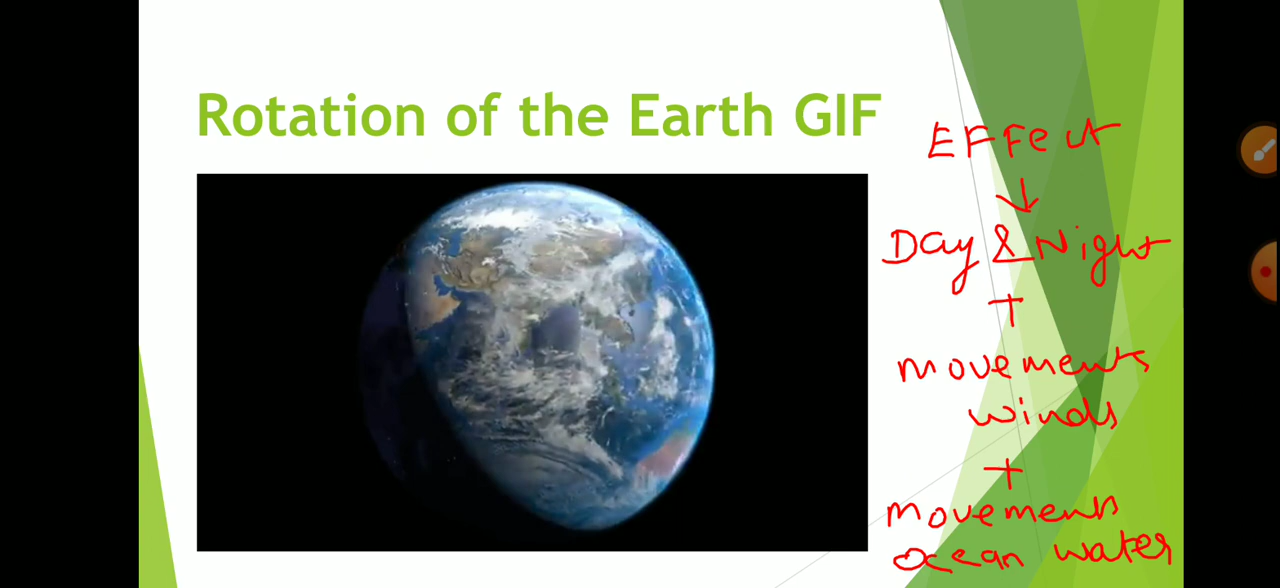 Rotation of the Earth GIF
EFFect
↓
Day & Night
+
movements
winds
+
movements
ocean water